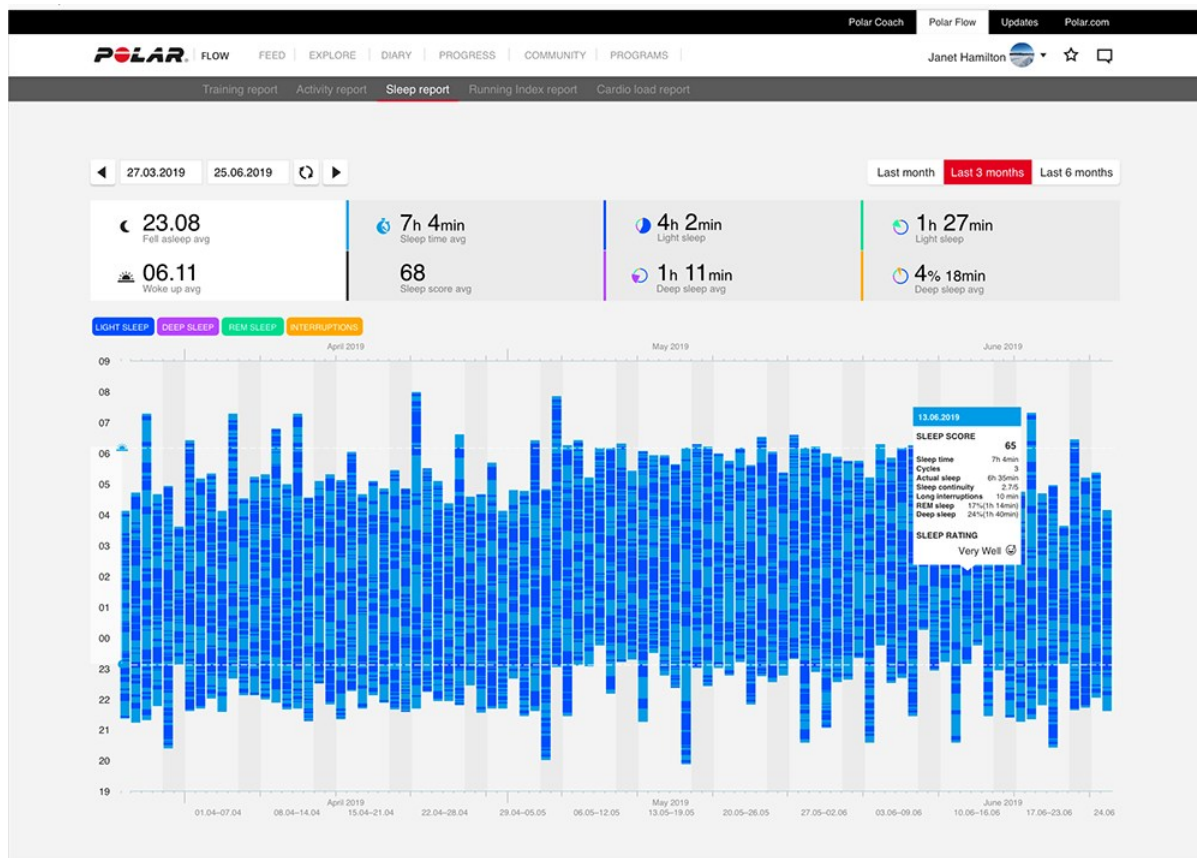 Polar Coach Polar Flow Updates Polar.com
POLAR. FLOW FEED EXPLORE DIARY PROGRESS COMMUNITY PROGRAMS Janet Hamilton
Training report Activity report Sleep report Running Index report Cardio load report
27.03.2019 25.06.2019 Last month Last 3 months Last 6 months
23.08 7h 4min 4h 2min 1h 27min
Fell asleep avg Sleep time avg Light sleep Light sleep
06.11 68 1h 11min 4% 18min
Woke up avg Sleep score avg Deep sleep avg Deep sleep avg
LIGHT SLEEP DEEP SLEEP REM SLEEP INTERRUPTIONS
April 2019 May 2019 June 2019
09
08
07
06
05
04
03
02
01
00
23
22
21
20
19
13.06.2019
SLEEP SCORE
65
Sleep time 7h 4min
Cycles 3
Actual sleep 6h 35min
Sleep continuity 2.7/5
Long interruptions 10 min
REM sleep 17%(1h 14min)
Deep sleep 24%(1h 40min)
SLEEP RATING
Very Well
April 2019 May 2019 June 2019
01.04–07.04 08.04–14.04 15.04–21.04 22.04–28.04 29.04–05.05 06.05–12.05 13.05–19.05 20.05–26.05 27.05–02.06 03.06–09.06 10.06–16.06 17.06–23.06 24.06